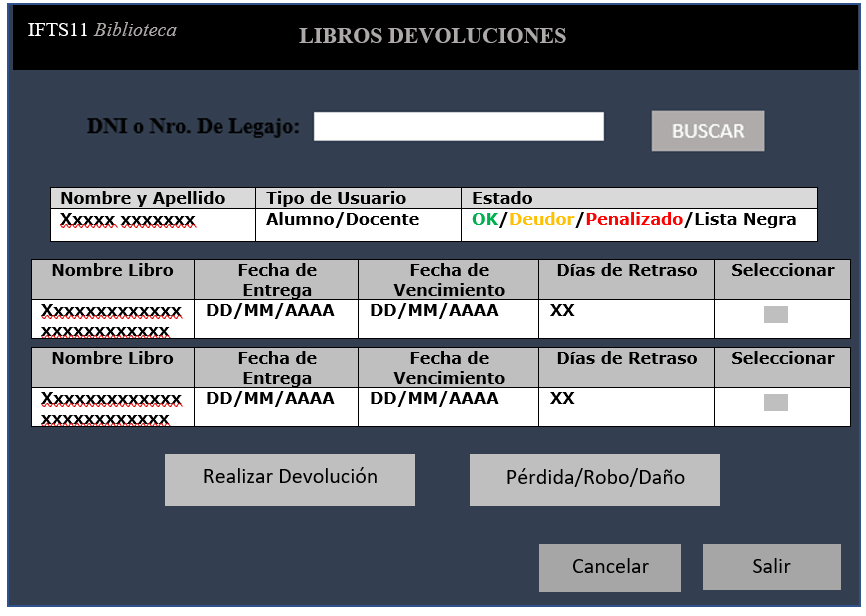 IFTS11 Biblioteca
LIBROS DEVOLUCIONES
DNI o Nro. De Legajo:
BUSCAR
Nombre y Apellido Tipo de Usuario Estado
Xxxxx xxxxxxx Alumno/Docente OK/Deudor/Penalizado/Lista Negra
Nombre Libro Fecha de Entrega Fecha de Vencimiento Días de Retraso Seleccionar
Xxxxxxxxxxxxx xxxxxxxxxxxx DD/MM/AAAA DD/MM/AAAA XX
Nombre Libro Fecha de Entrega Fecha de Vencimiento Días de Retraso Seleccionar
Xxxxxxxxxxxxx xxxxxxxxxxxx DD/MM/AAAA DD/MM/AAAA XX
Realizar Devolución
Pérdida/Robo/Daño
Cancelar
Salir